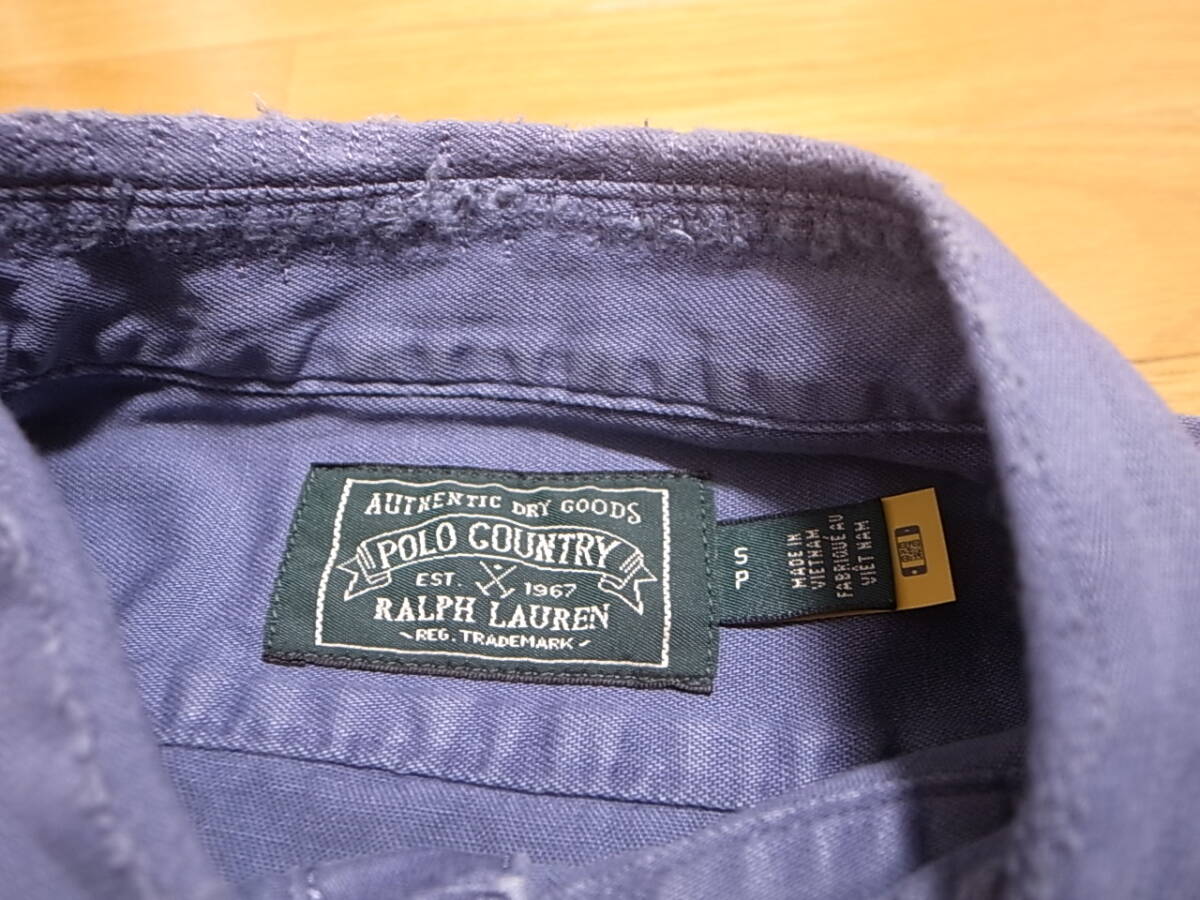 AUTHENTIC DRY GOODS
POLO COUNTRY
EST. 1967
RALPH LAUREN
~REG. TRADEMARK~
S
P
MADE IN
VIETNAM
FABRIQUÉ AU
VIÊT NAM